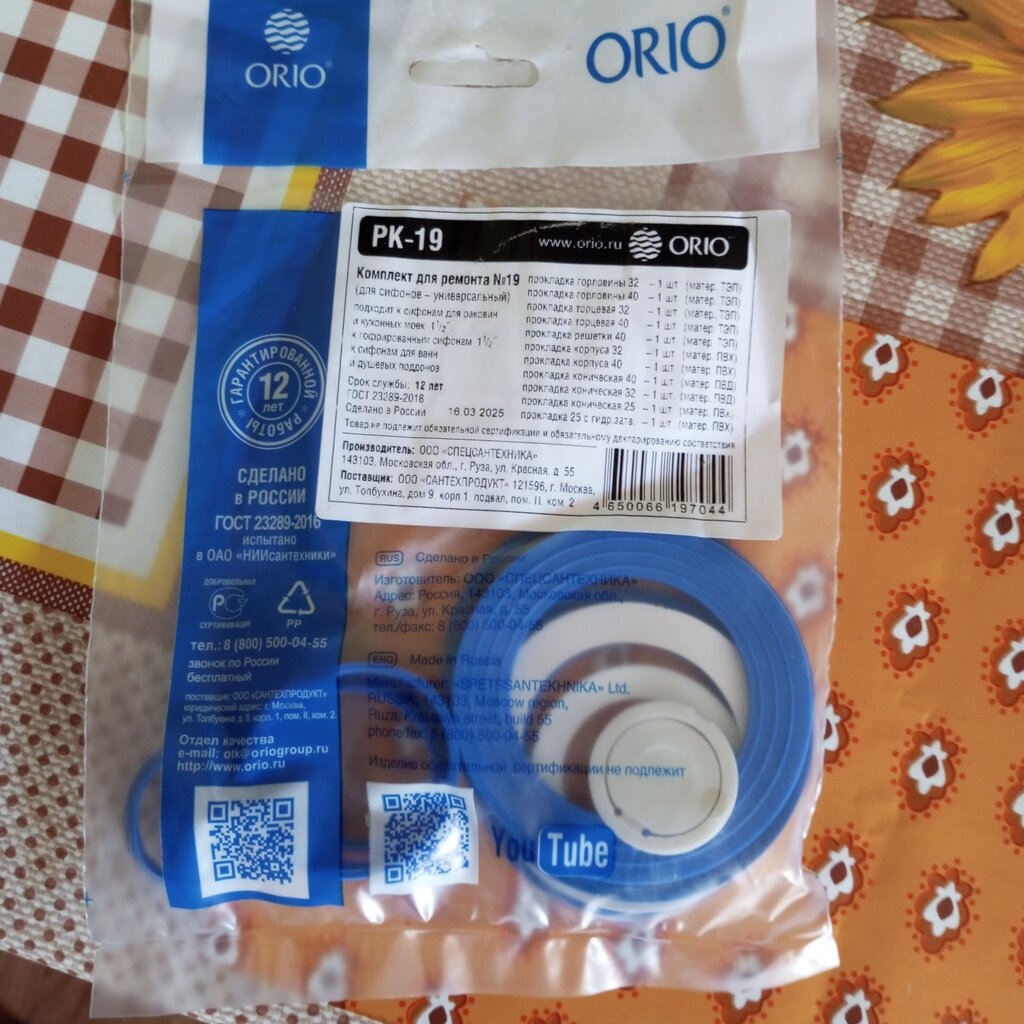 ORIO®
ORIO®
РК-19
www.orio.ru ORIO
Комплект для ремонта №19
(для сифонов – универсальный)
подходит к сифонам для раковин
и кухонных моек 1½",
к гофрированным сифонам 1½"
к сифонам для ванн
и душевых поддонов
Срок службы: 12 лет
ГОСТ 23289-2016
Сделано в России 16 03 2025
прокладка горловины 32 – 1 шт (матер. ТЭП)
прокладка горловины 40 – 1 шт (матер. ТЭП)
прокладка торцевая 32 – 1 шт. (матер. ТЭП)
прокладка торцевая 40 – 1 шт. (матер. ТЭП)
прокладка решетки 40 – 1 шт. (матер. ТЭП)
прокладка корпуса 32 – 1 шт. (матер. ПВХ)
прокладка корпуса 40 – 1 шт. (матер. ПВХ)
прокладка коническая 40 – 1 шт. (матер. ПВД)
прокладка коническая 32 – 1 шт. (матер. ПВД)
прокладка коническая 25 – 1 шт. (матер. ПВХ)
прокладка 25 с гидр.затв. – 1 шт. (матер. ПВХ)
Товар не подлежит обязательной сертификации и обязательному декларированию соответствия
Производитель: ООО «СПЕЦСАНТЕХНИКА»
143103, Московская обл., г. Руза, ул. Красная, д. 55
Поставщик: ООО «САНТЕХПРОДУКТ» 121596, г. Москва,
ул. Толбухина, дом 9, корп 1, подвал, пом. II, ком 2
4 650066 197044
ГАРАНТИРОВАННОЙ
12
лет
РАБОТЫ
СДЕЛАНО
В РОССИИ
ГОСТ 23289-2016
испытано
в ОАО «НИИсантехники»
ДОБРОВОЛЬНАЯ
СЕРТИФИКАЦИЯ
PP
тел.: 8 (800) 500-04-55
звонок по России
бесплатный
поставщик: ООО «САНТЕХПРОДУКТ»
юридический адрес: г. Москва,
ул. Толбухина д.9, корп. 1, пом. II, ком. 2
Отдел качества
e-mail: otk@oriogroup.ru
http://www.orio.ru
RUS Сделано в России
Изготовитель: ООО «СПЕЦСАНТЕХНИКА»
Адрес: Россия, 143103, Московская обл.,
г. Руза, ул. Красная, д. 55
тел./факс: 8 (800) 500-04-55
ENG Made in Russia
Manufacturer: «SPETSSANTEKHNIKA» Ltd.
RUSSIA, 143103, Moscow region,
Ruza, Krasnaya street, build 55
phone/fax: 8 (800) 500-04-55
Изделие обязательной сертификации не подлежит
YouTube